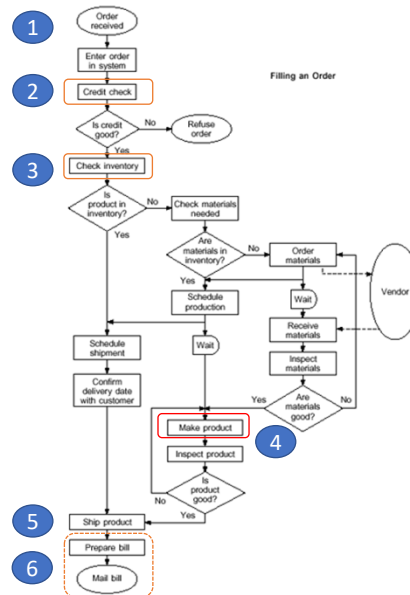 1
Order
received
Enter order
in system
Filling an Order
2
Credit check
Is credit
good?
No
Refuse
order
Yes
3
Check inventory
Is
product in
inventory?
No
Check materials
needed
Yes
Are
materials in
inventory?
No
Order
materials
Yes
Vendor
Schedule
production
Wait
Receive
materials
Schedule
shipment
Wait
Inspect
materials
Confirm
delivery date
with customer
Yes
Are
materials
good?
No
4
Make product
Inspect product
Is
product
good?
No
Yes
5
Ship product
Prepare bill
6
Mail bill